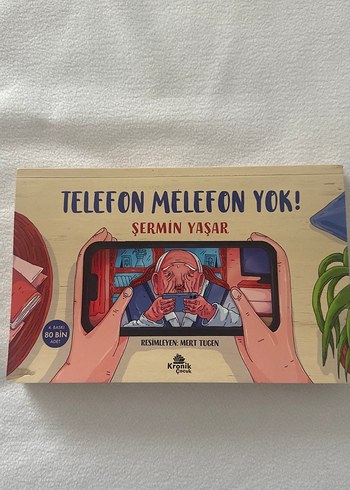 TELEFON MELEFON YOK!
ŞERMİN YAŞAR
4. BASKI
80 BİN
ADET
RESİMLEYEN: MERT TUGEN
Kronik
Çocuk